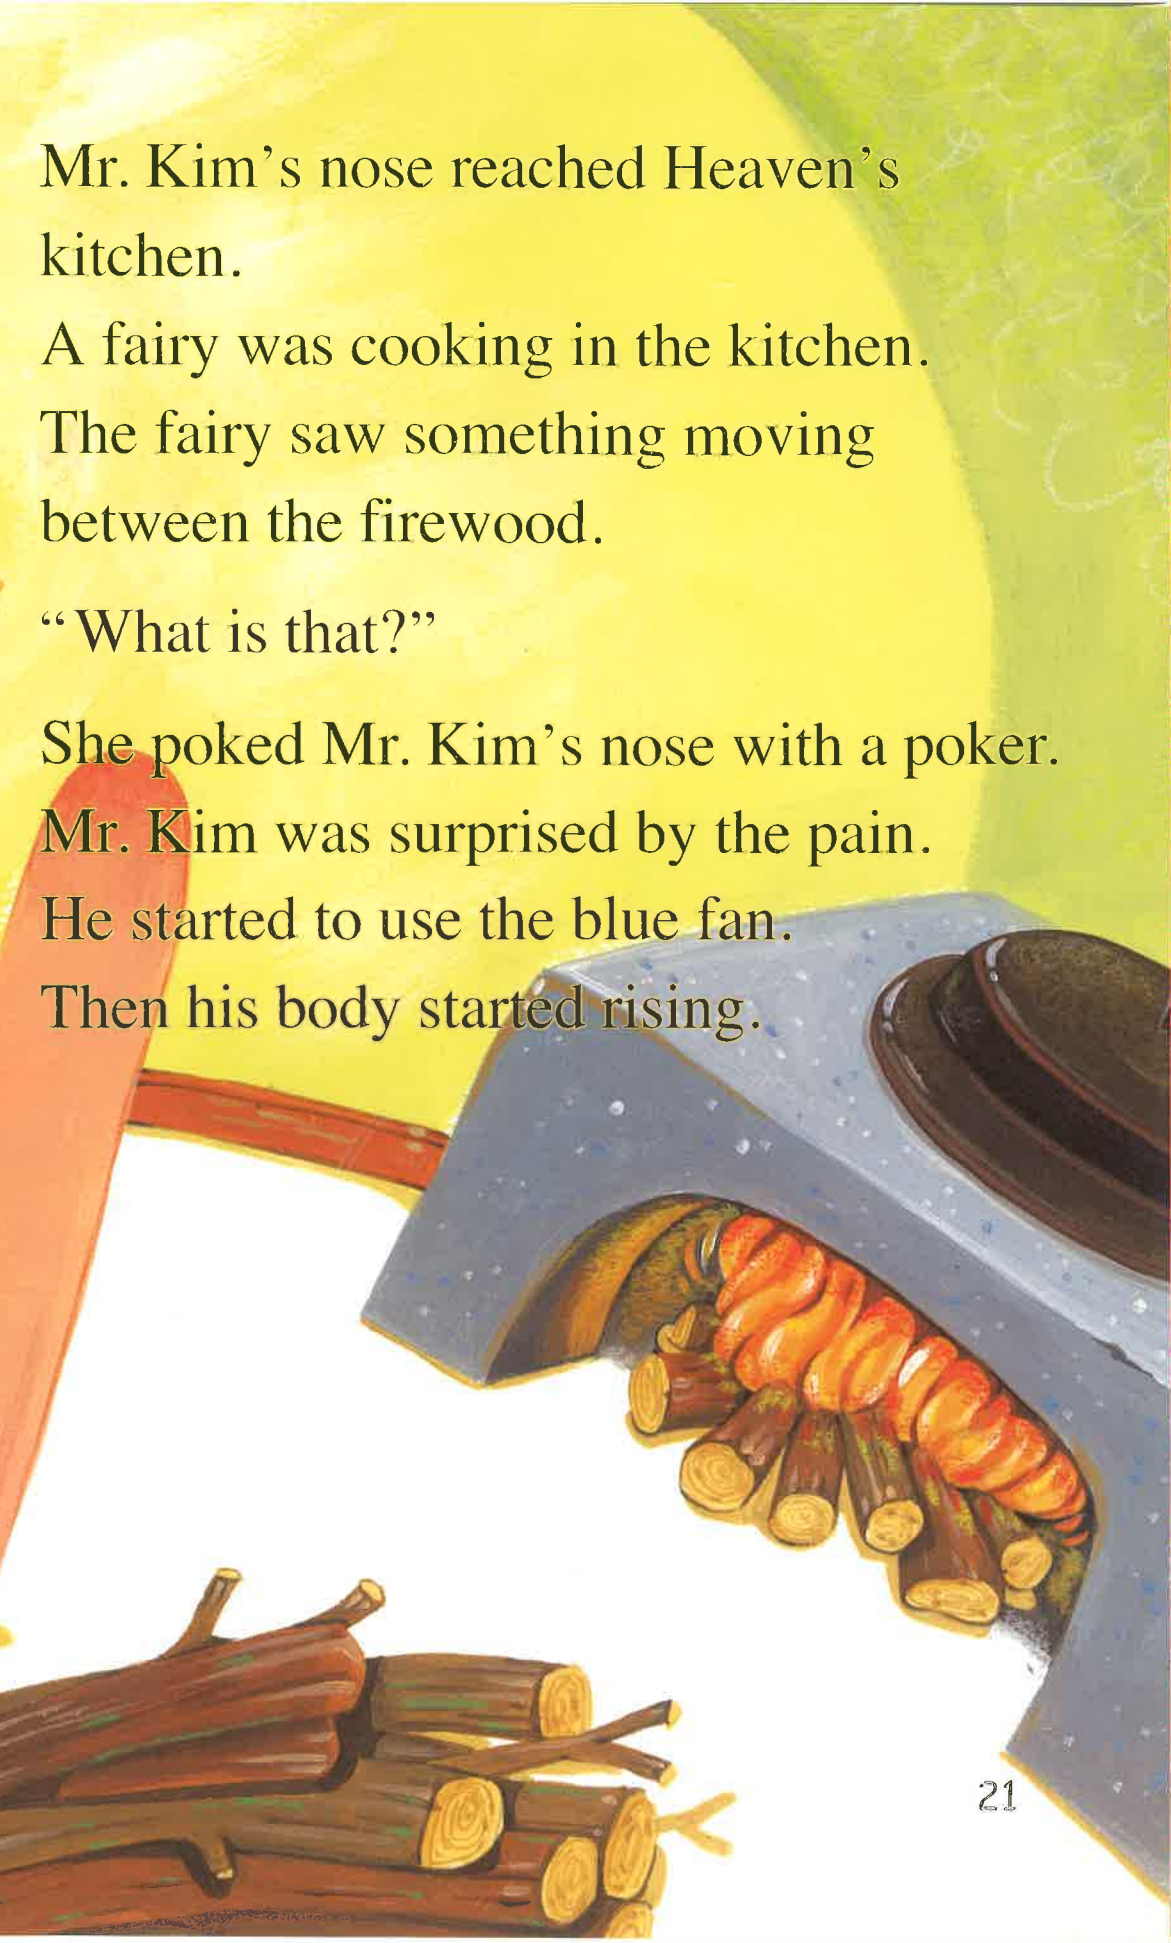 Mr. Kim’s nose reached Heaven’s
kitchen.
A fairy was cooking in the kitchen.
The fairy saw something moving
between the firewood.
“What is that?”
She poked Mr. Kim’s nose with a poker.
Mr. Kim was surprised by the pain.
He started to use the blue fan.
Then his body started rising.
21